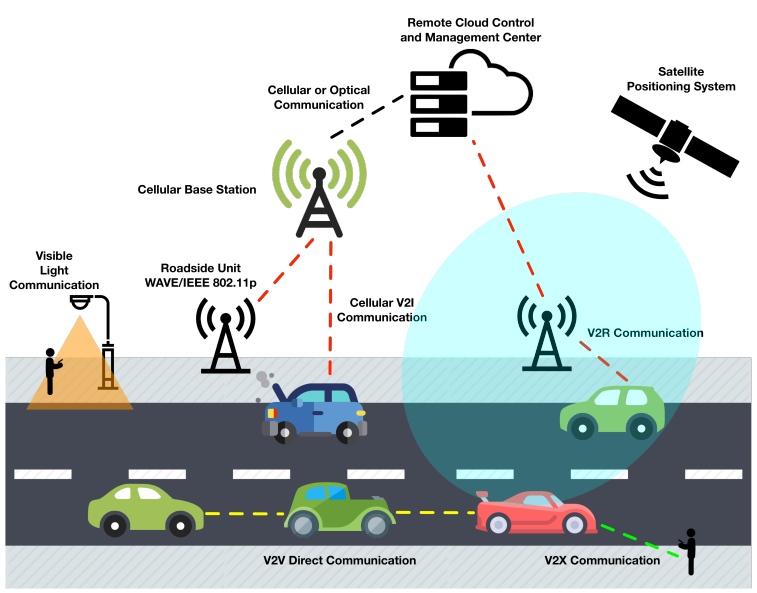 Remote Cloud Control
and Management Center
Satellite
Positioning System
Cellular or Optical
Communication
Cellular Base Station
Visible
Light
Communication
Roadside Unit
WAVE/IEEE 802.11p
Cellular V2I
Communication
V2R Communication
V2V Direct Communication
V2X Communication